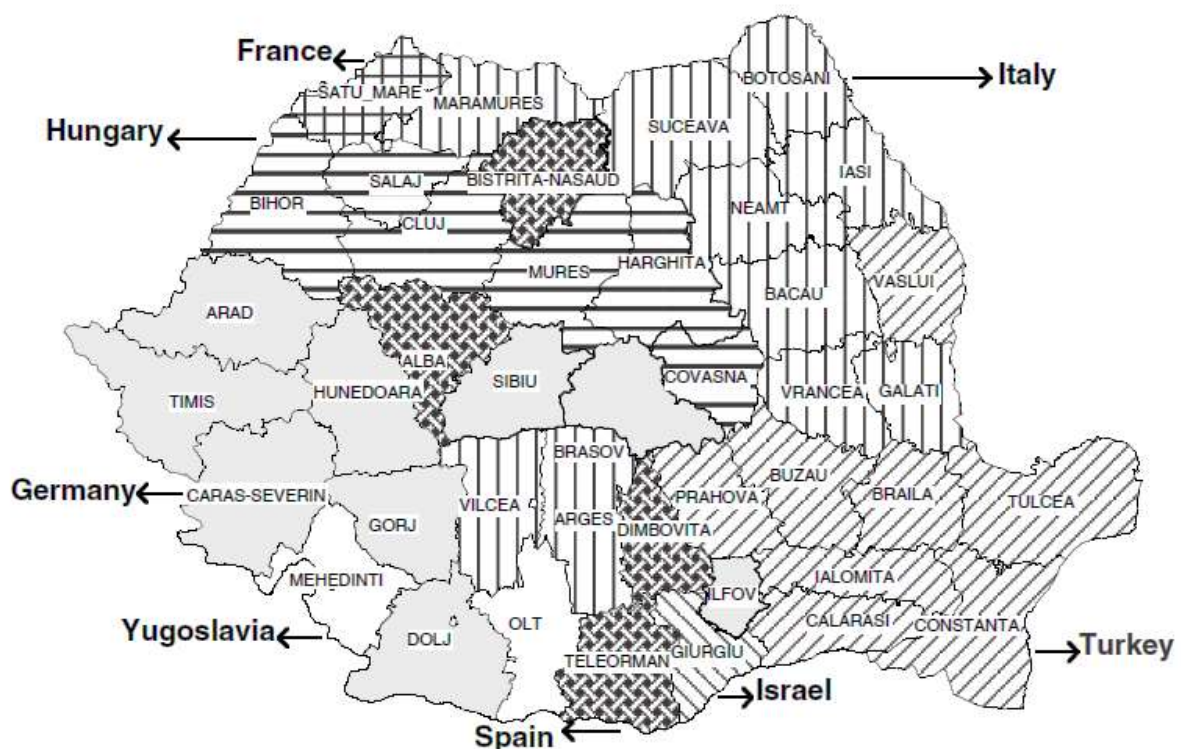 France
Italy
BOTOSANI
SATU_MARE
MARAMURES
Hungary
SUCEAVA
IASI
SALAJ
BISTRITA-NASAUD
BIHOR
NEAMT
CLUJ
HARGHITA
MURES
VASLUI
BACAU
ARAD
ALBA
SIBIU
COVASNA
HUNEDOARA
VRANCEA
GALATI
TIMIS
BRASOV
BUZAU
Germany
CARAS-SEVERIN
PRAHOVA
BRAILA
TULCEA
VILCEA
ARGES
GORJ
DIMBOVITA
MEHEDINTI
IALOMITA
ILFOV
CALARASI
CONSTANTA
Yugoslavia
OLT
DOLJ
Turkey
GIURGIU
TELEORMAN
Israel
Spain